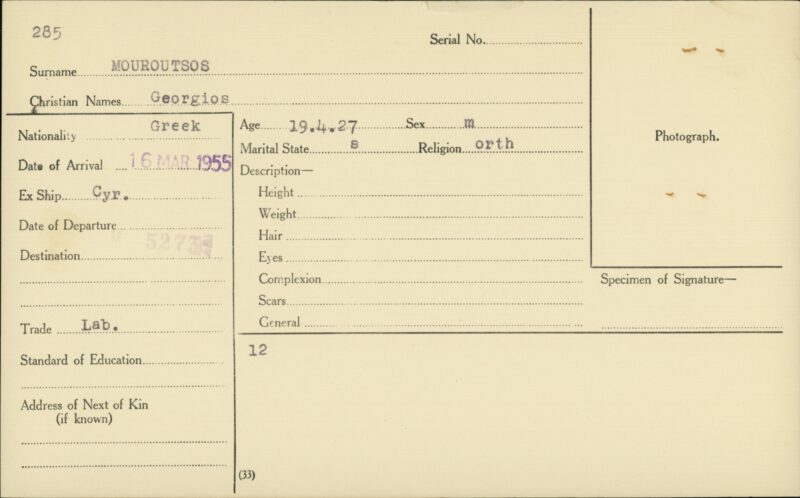 285
Serial No.
Surname MOUROUTSOS
Christian Names Georgios
Nationality Greek
Date of Arrival 16 MAR 1955
Ex Ship Cyr.
Date of Departure
Destination
Trade Lab.
Standard of Education
Address of Next of Kin
(if known)
Age 19.4.27 Sex m
Marital State s Religion orth
Description—
Height
Weight
Hair
Eyes
Complexion
Scars
General
12
(33)
Photograph.
Specimen of Signature—